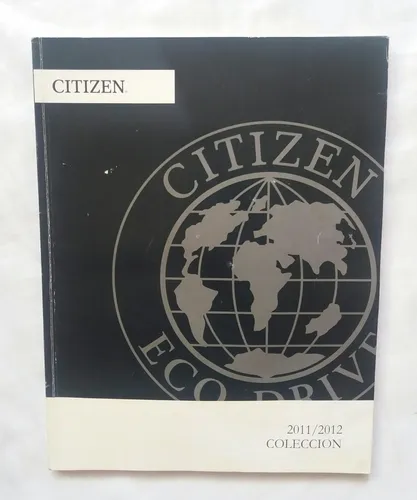 CITIZEN
CITIZEN
ECO-DRIVE
2011/2012
COLECCION